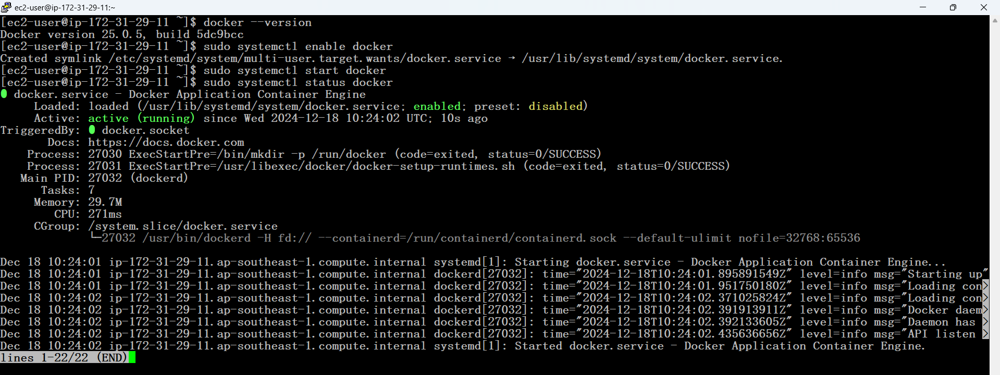 ec2-user@ip-172-31-29-11:~
[ec2-user@ip-172-31-29-11 ~]$ docker --version
Docker version 25.0.5, build 5dc9bcc
[ec2-user@ip-172-31-29-11 ~]$ sudo systemctl enable docker
Created symlink /etc/systemd/system/multi-user.target.wants/docker.service → /usr/lib/systemd/system/docker.service.
[ec2-user@ip-172-31-29-11 ~]$ sudo systemctl start docker
[ec2-user@ip-172-31-29-11 ~]$ sudo systemctl status docker
● docker.service - Docker Application Container Engine
     Loaded: loaded (/usr/lib/systemd/system/docker.service; enabled; preset: disabled)
     Active: active (running) since Wed 2024-12-18 10:24:02 UTC; 10s ago
TriggeredBy: ● docker.socket
       Docs: https://docs.docker.com
    Process: 27030 ExecStartPre=/bin/mkdir -p /run/docker (code=exited, status=0/SUCCESS)
    Process: 27031 ExecStartPre=/usr/libexec/docker/docker-setup-runtimes.sh (code=exited, status=0/SUCCESS)
   Main PID: 27032 (dockerd)
      Tasks: 7
     Memory: 29.7M
        CPU: 271ms
     CGroup: /system.slice/docker.service
             └─27032 /usr/bin/dockerd -H fd:// --containerd=/run/containerd/containerd.sock --default-ulimit nofile=32768:65536
Dec 18 10:24:01 ip-172-31-29-11.ap-southeast-1.compute.internal systemd[1]: Starting docker.service - Docker Application Container Engine...
Dec 18 10:24:01 ip-172-31-29-11.ap-southeast-1.compute.internal dockerd[27032]: time="2024-12-18T10:24:01.895891549Z" level=info msg="Starting up"
Dec 18 10:24:01 ip-172-31-29-11.ap-southeast-1.compute.internal dockerd[27032]: time="2024-12-18T10:24:01.951750180Z" level=info msg="Loading con>
Dec 18 10:24:02 ip-172-31-29-11.ap-southeast-1.compute.internal dockerd[27032]: time="2024-12-18T10:24:02.371025824Z" level=info msg="Loading con>
Dec 18 10:24:02 ip-172-31-29-11.ap-southeast-1.compute.internal dockerd[27032]: time="2024-12-18T10:24:02.391913911Z" level=info msg="Docker daem>
Dec 18 10:24:02 ip-172-31-29-11.ap-southeast-1.compute.internal dockerd[27032]: time="2024-12-18T10:24:02.392133605Z" level=info msg="Daemon has >
Dec 18 10:24:02 ip-172-31-29-11.ap-southeast-1.compute.internal dockerd[27032]: time="2024-12-18T10:24:02.435636656Z" level=info msg="API listen >
Dec 18 10:24:02 ip-172-31-29-11.ap-southeast-1.compute.internal systemd[1]: Started docker.service - Docker Application Container Engine.
lines 1-22/22 (END)